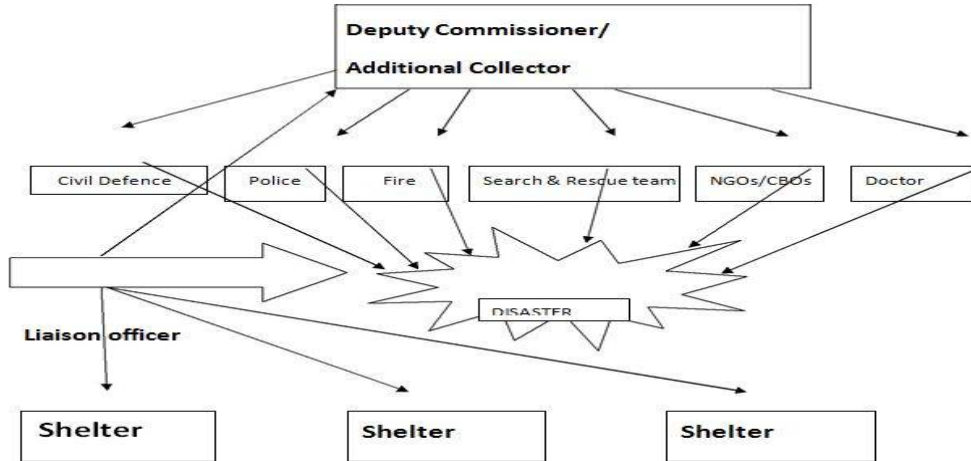 Deputy Commissioner/
Additional Collector
Civil Defence
Police
Fire
Search & Rescue team
NGOs/CBOs
Doctor
DISASTER
Liaison officer
Shelter
Shelter
Shelter